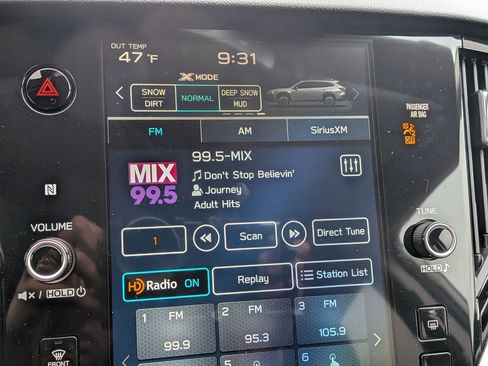 OUT TEMP
47°F
9:31
X MODE
SNOW DIRT
NORMAL
DEEP SNOW MUD
PASSENGER AIR BAG
OFF
FM
AM
SiriusXM
99.5-MIX
MIX 99.5
Don't Stop Believin'
Journey
Adult Hits
N
VOLUME
TUNE
1
Scan
Direct Tune
HOLD
HOLD
HD Radio ON
Replay
Station List
1 FM
99.9
2 FM
95.3
3 FM
105.9
5
6
FRONT